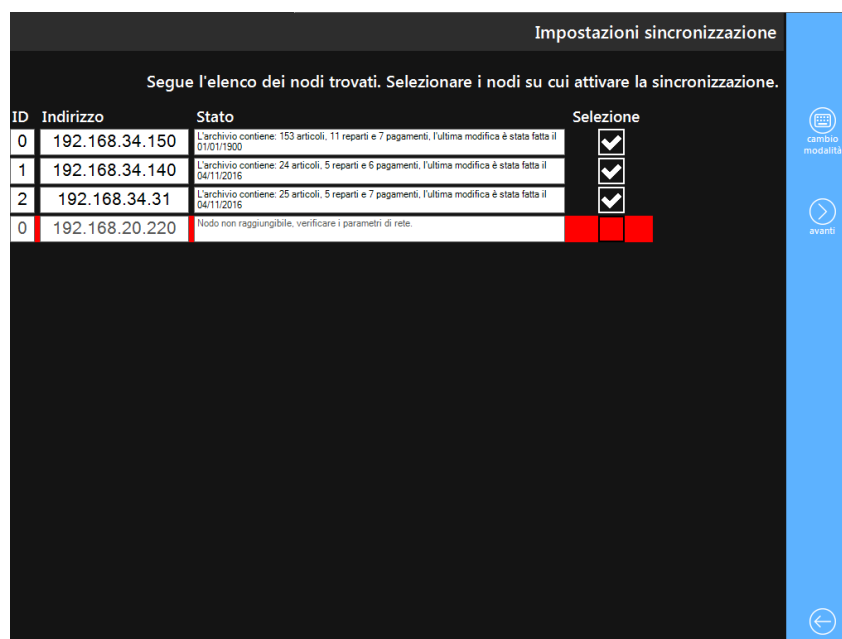 Impostazioni sincronizzazione
Segue l'elenco dei nodi trovati. Selezionare i nodi su cui attivare la sincronizzazione.
ID Indirizzo Stato Selezione
0 192.168.34.150 L'archivio contiene: 153 articoli, 11 reparti e 7 pagamenti, l'ultima modifica è stata fatta il
01/01/1900
1 192.168.34.140 L'archivio contiene: 24 articoli, 5 reparti e 6 pagamenti, l'ultima modifica è stata fatta il
04/11/2016
2 192.168.34.31 L'archivio contiene: 25 articoli, 5 reparti e 7 pagamenti, l'ultima modifica è stata fatta il
04/11/2016
0 192.168.20.220 Nodo non raggiungibile, verificare i parametri di rete.
cambio
modalità
avanti